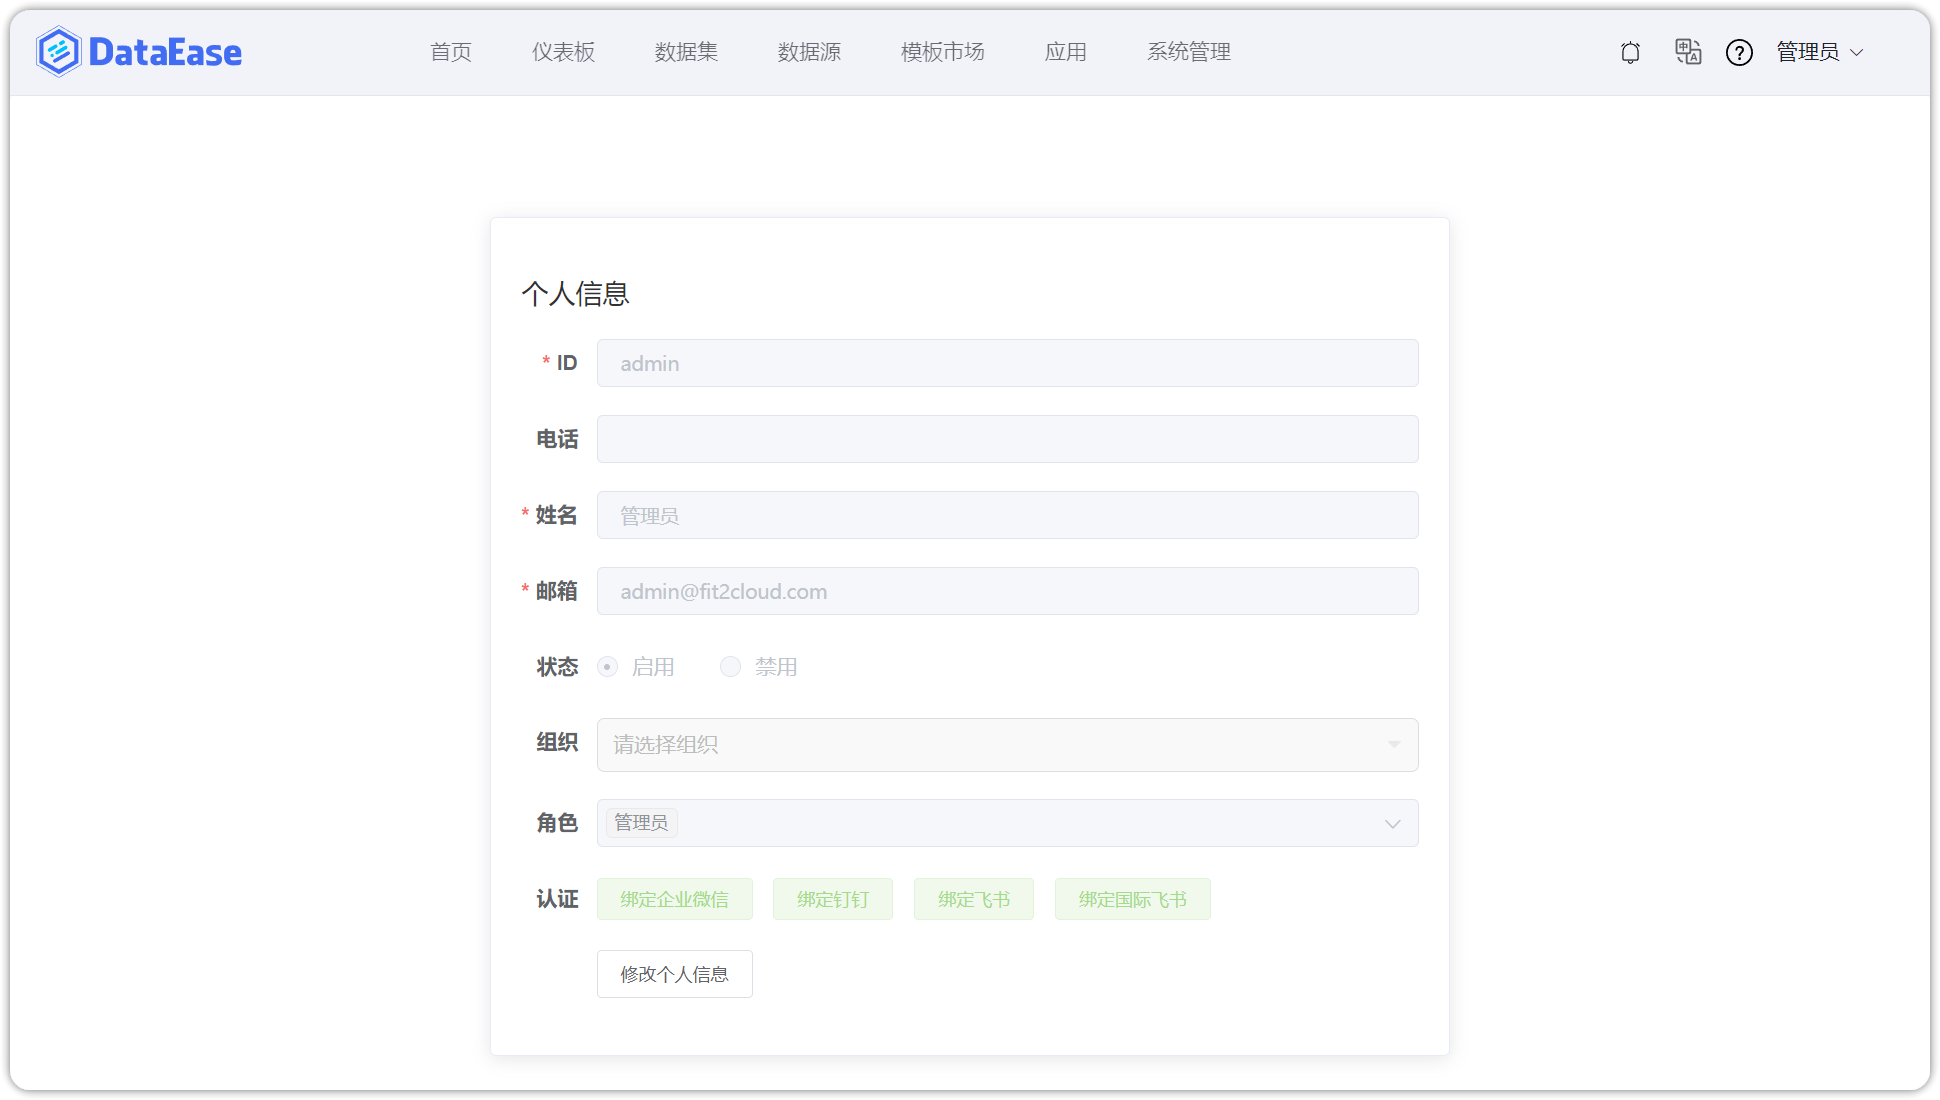 DataEase 首页 仪表板 数据集 数据源 模板市场 应用 系统管理 中 A ? 管理员
个人信息
* ID admin
电话
* 姓名 管理员
* 邮箱 admin@fit2cloud.com
状态 启用 禁用
组织 请选择组织
角色 管理员
认证 绑定企业微信 绑定钉钉 绑定飞书 绑定国际飞书
修改个人信息